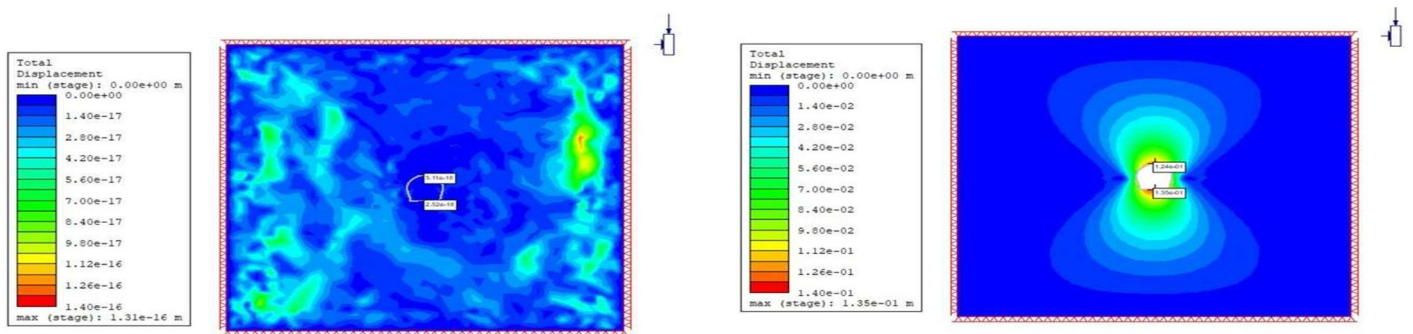 Total
Displacement
min (stage): 0.00e+00 m
0.00e+00
1.40e-17
2.80e-17
4.20e-17
5.60e-17
7.00e-17
8.40e-17
9.80e-17
1.12e-16
1.26e-16
1.40e-16
max (stage): 1.31e-16 m
5.11e-18
2.52e-18
Total
Displacement
min (stage): 0.00e+00 m
0.00e+00
1.40e-02
2.80e-02
4.20e-02
5.60e-02
7.00e-02
8.40e-02
9.80e-02
1.12e-01
1.26e-01
1.40e-01
max (stage): 1.35e-01 m
1.24e-01
1.35e-01